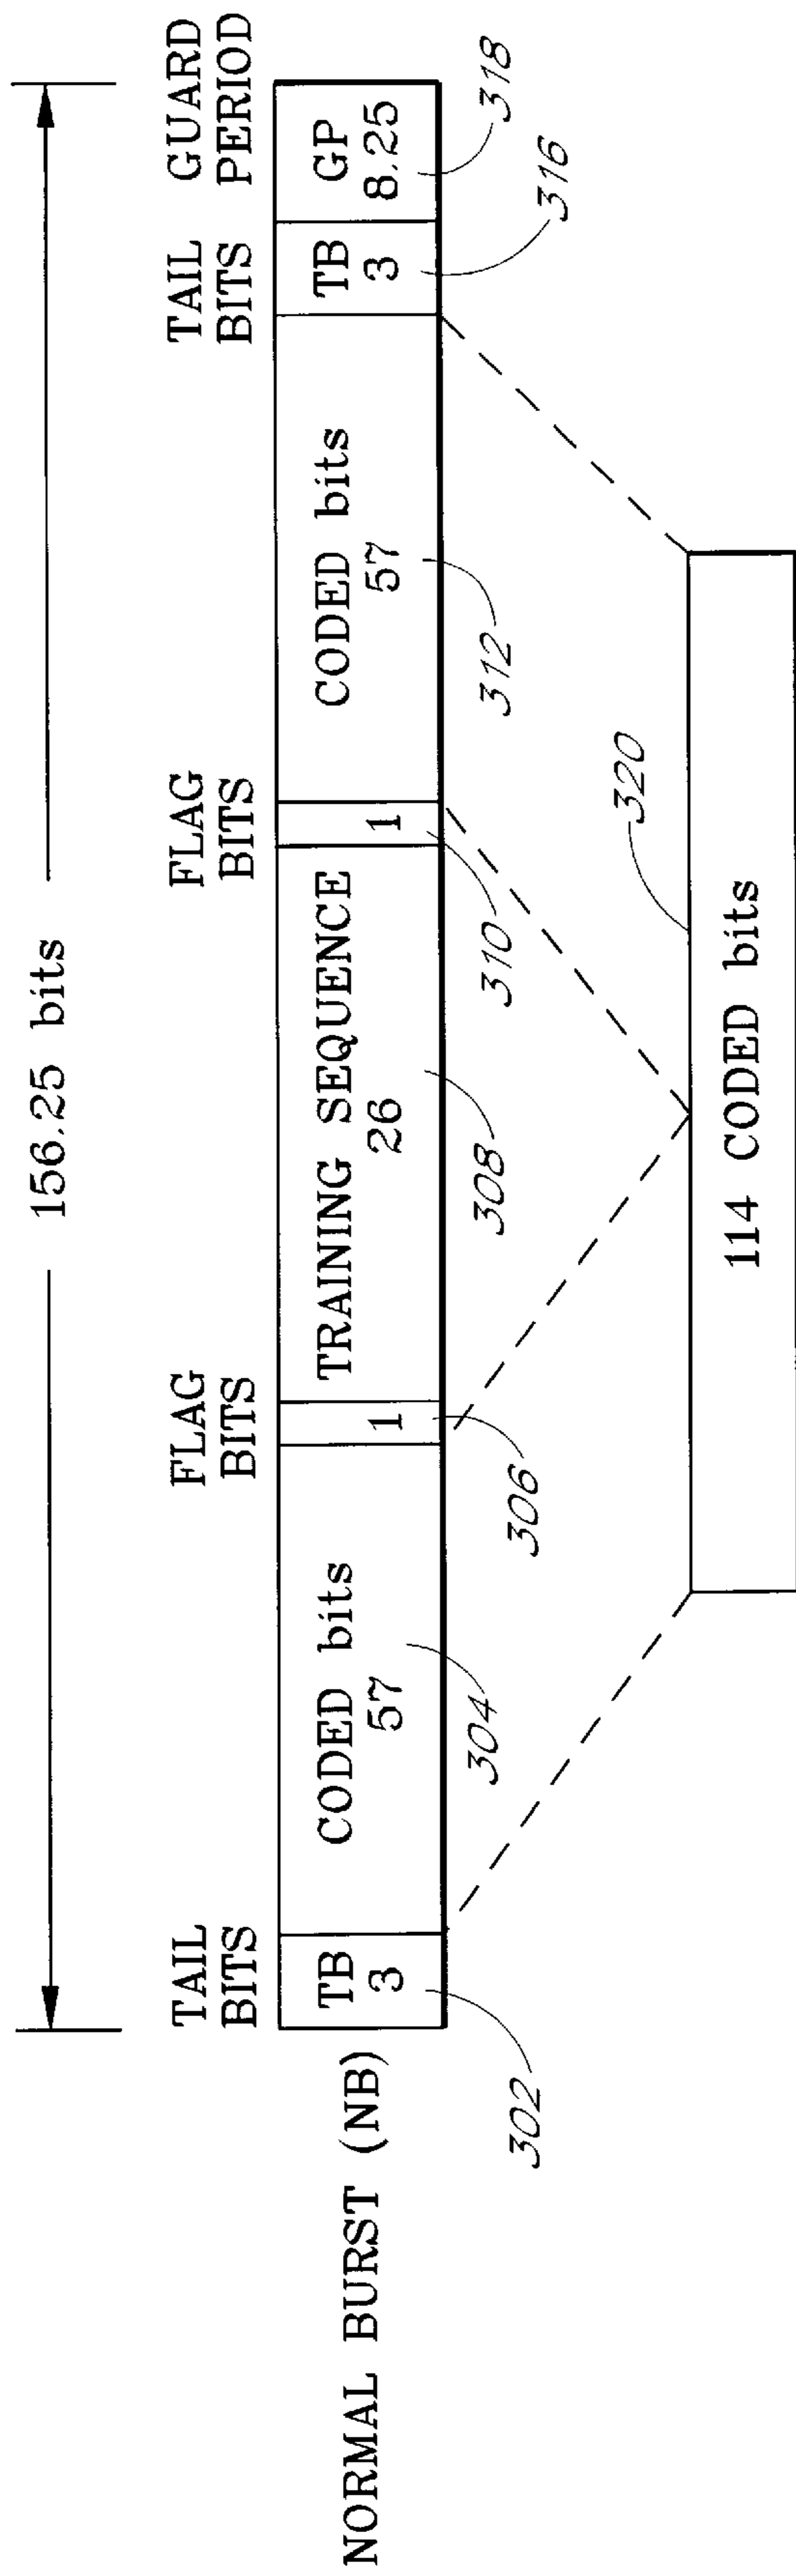 156.25 bits
TAIL
BITS
FLAG
BITS
FLAG
BITS
TAIL
BITS
GUARD
PERIOD
NORMAL BURST (NB)
TB
3
CODED bits
57
1
TRAINING SEQUENCE
26
1
CODED bits
57
TB
3
GP
8.25
302
304
306
308
310
312
316
318
320
114 CODED bits